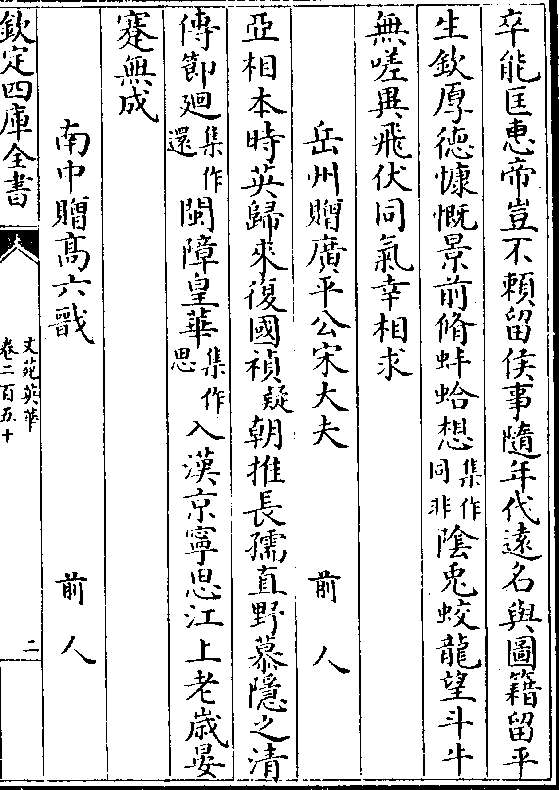 卒能匡惠帝豈不賴留侯事隨年代遠名與圖籍留平
生欽厚德慷慨景前脩蚌蛤想集作同非陰兎蛟龍望斗牛
無嗟異飛伏同氣幸相求
岳州贈廣平公宋大夫　前人
亞相本時英歸來復國禎疑朝推長孺直野慕隱之清
傳節廻集作還閩障皇華集作思入漢京寧思江上老嵗晏
蹇無成
南中贈髙六戩　前人
欽定四庫全書
文苑英華
卷二百五十
二